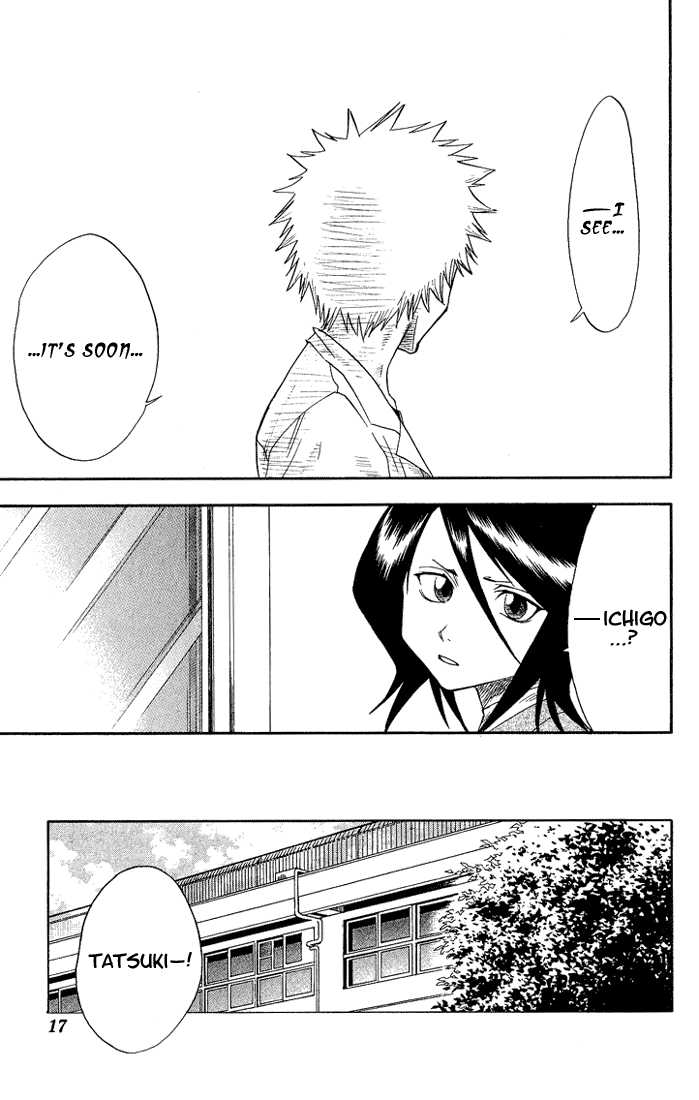 —I
SEE...
...IT'S SOON...
—ICHIGO
...?
TATSUKI—!
17